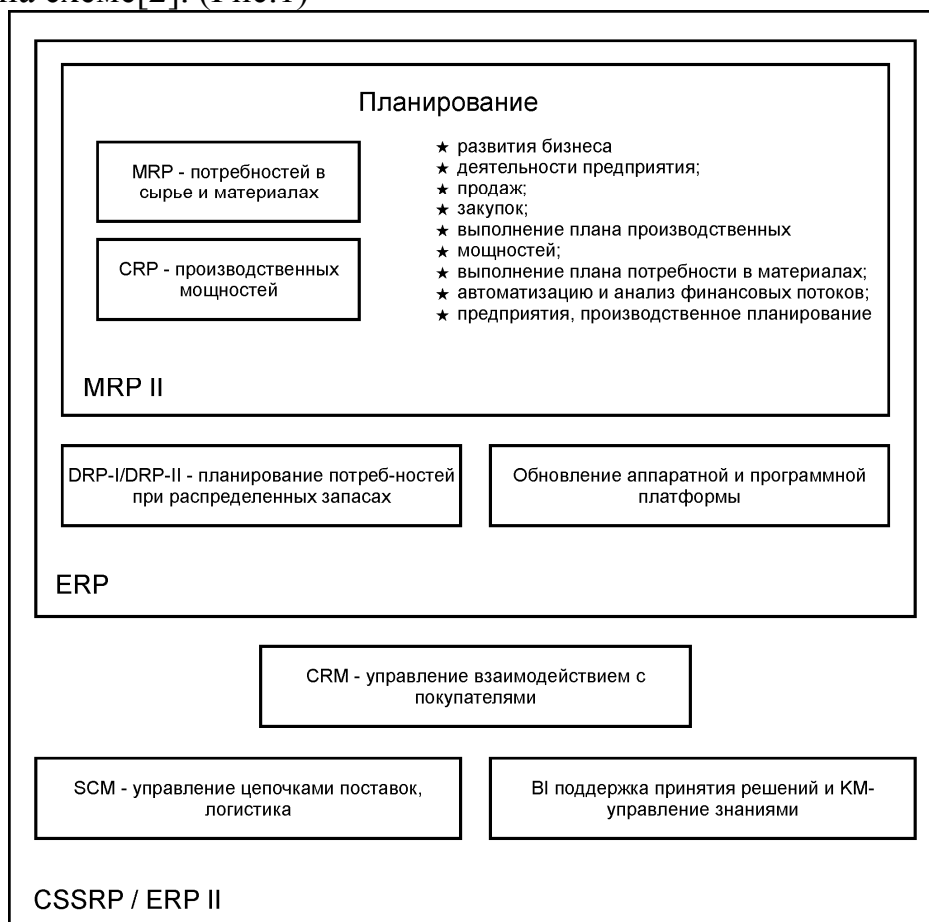 на схеме[2]. (Рис.1)
Планирование
MRP - потребностей в
сырье и материалах
CRP - производственных
мощностей
★ развития бизнеса
★ деятельности предприятия;
★ продаж;
★ закупок;
★ выполнение плана производственных
★ мощностей;
★ выполнение плана потребности в материалах;
★ автоматизацию и анализ финансовых потоков;
★ предприятия, производственное планирование
MRP II
DRP-I/DRP-II - планирование потреб-ностей
при распределенных запасах
Обновление аппаратной и программной
платформы
ERP
CRM - управление взаимодействием с
покупателями
SCM - управление цепочками поставок,
логистика
BI поддержка принятия решений и KM-
управление знаниями
CSSRP / ERP II